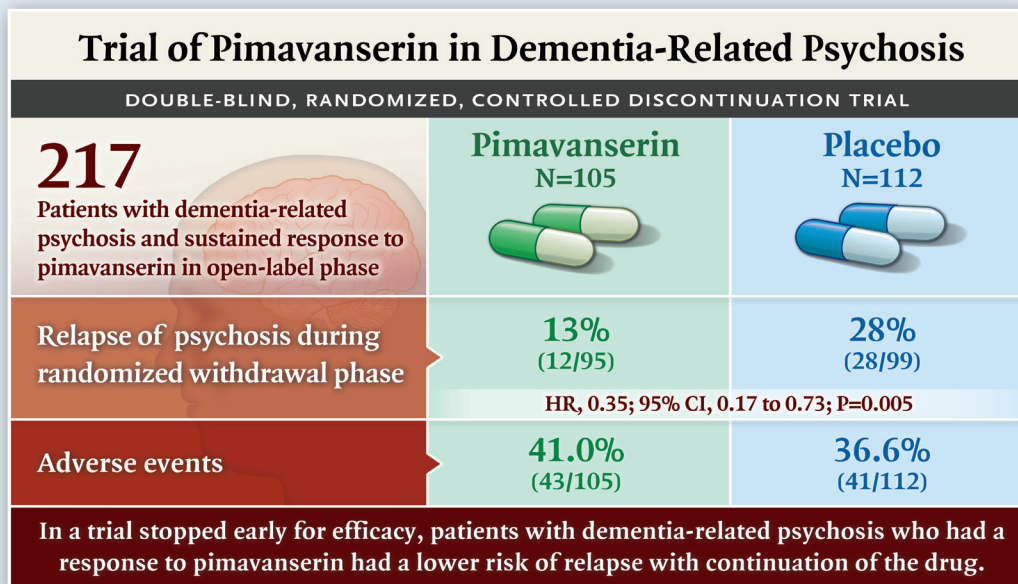 Trial of Pimavanserin in Dementia-Related Psychosis
DOUBLE-BLIND, RANDOMIZED, CONTROLLED DISCONTINUATION TRIAL
217
Patients with dementia-related
psychosis and sustained response to
pimavanserin in open-label phase
Pimavanserin
N=105
Placebo
N=112
Relapse of psychosis during
randomized withdrawal phase
13%
(12/95)
28%
(28/99)
HR, 0.35; 95% CI, 0.17 to 0.73; P=0.005
Adverse events
41.0%
(43/105)
36.6%
(41/112)
In a trial stopped early for efficacy, patients with dementia-related psychosis who had a
response to pimavanserin had a lower risk of relapse with continuation of the drug.